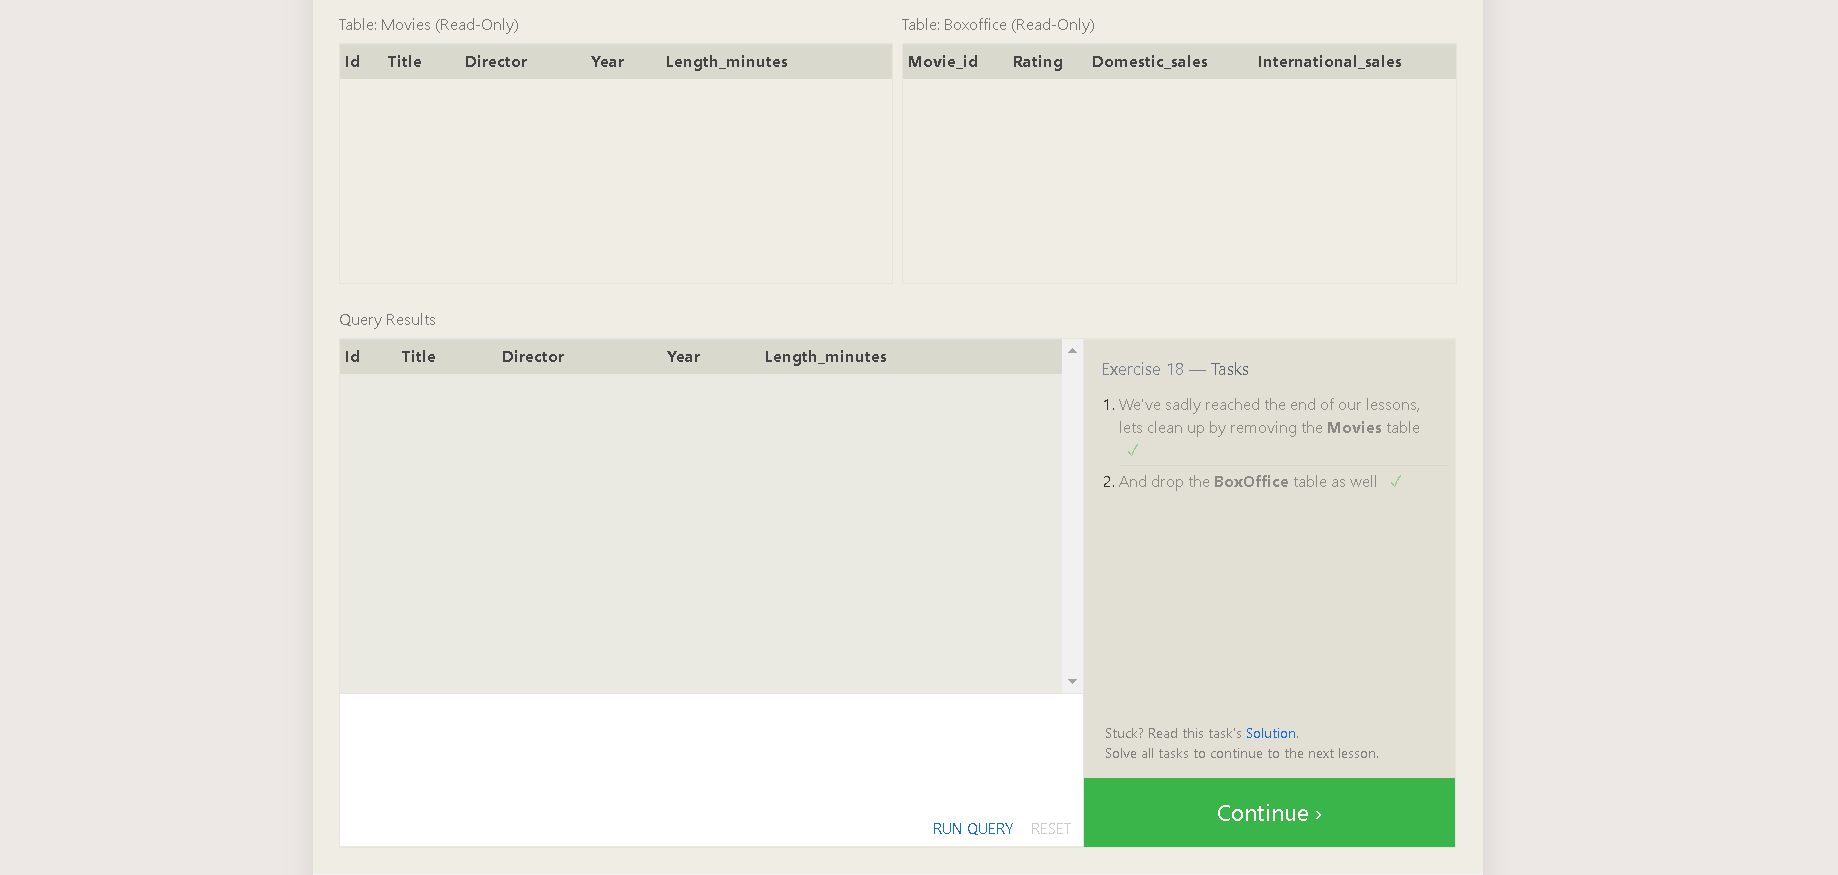 Table: Movies (Read-Only)
Table: Boxoffice (Read-Only)
Id Title Director Year Length_minutes
Movie_id Rating Domestic_sales International_sales
Query Results
Id Title Director Year Length_minutes
Exercise 18 — Tasks
1. We've sadly reached the end of our lessons,
lets clean up by removing the Movies table
✓
2. And drop the BoxOffice table as well ✓
Stuck? Read this task's Solution.
Solve all tasks to continue to the next lesson.
RUN QUERY RESET
Continue ›